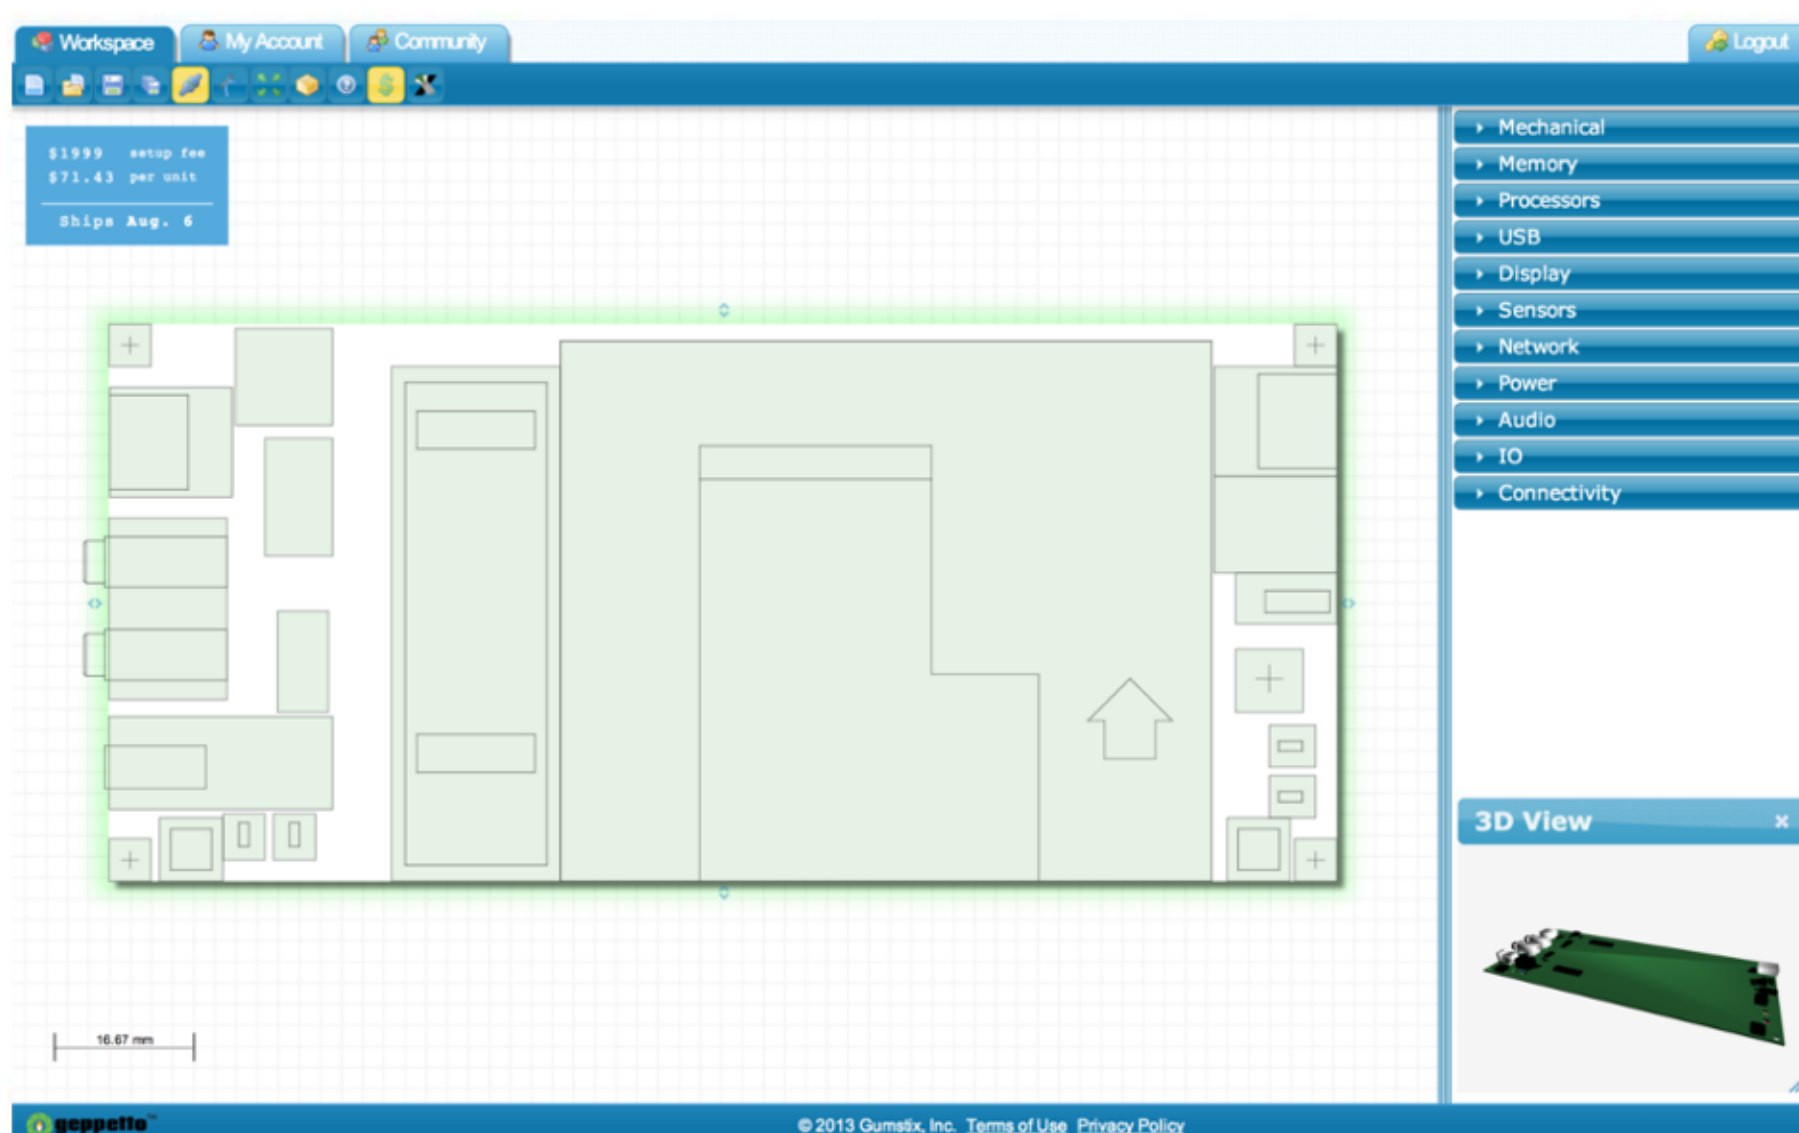 Workspace
My Account
Community
Logout
$1999 setup fee
$71.43 per unit
Ships Aug. 6
Mechanical
Memory
Processors
USB
Display
Sensors
Network
Power
Audio
IO
Connectivity
3D View
16.67 mm
geppetto™
© 2013 Gumstix, Inc. Terms of Use Privacy Policy